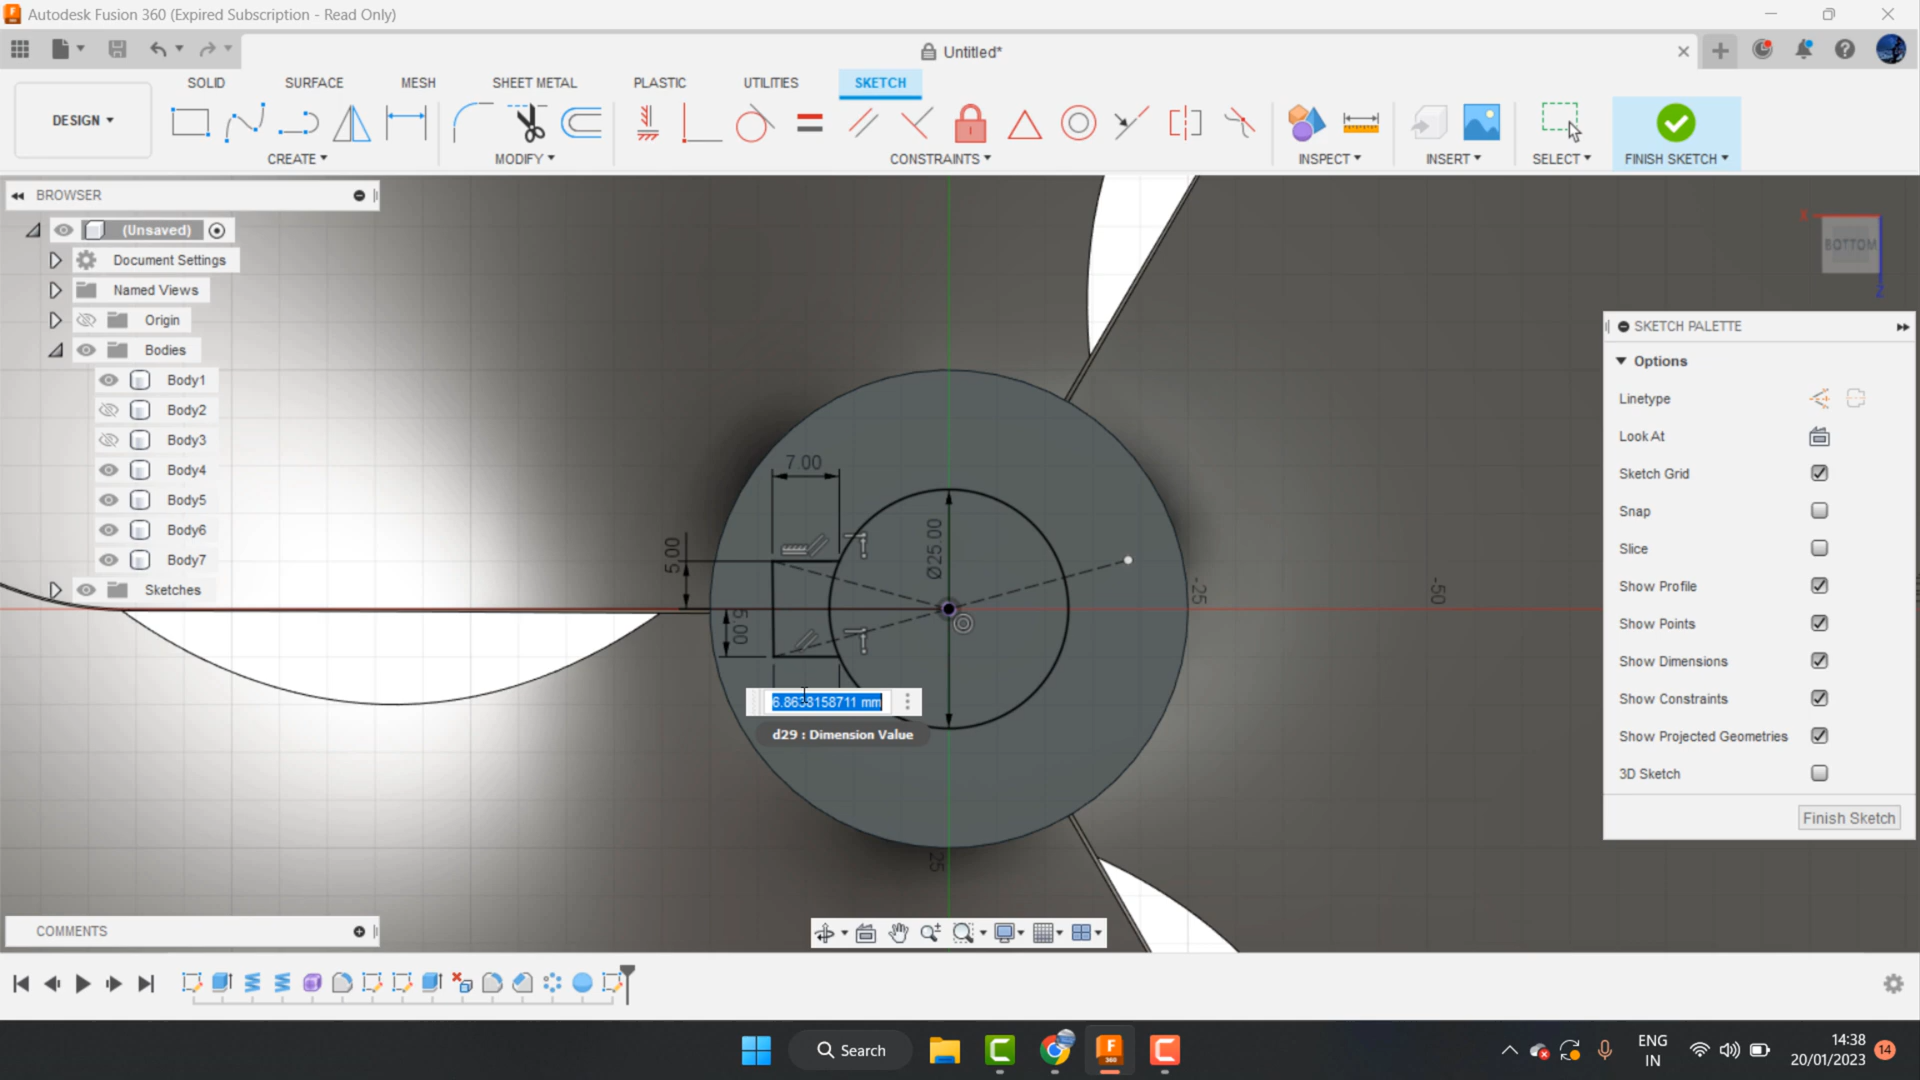 Autodesk Fusion 360 (Expired Subscription - Read Only)
Untitled*
DESIGN
SOLID
SURFACE
MESH
SHEET METAL
PLASTIC
UTILITIES
SKETCH
CREATE
MODIFY
CONSTRAINTS
INSPECT
INSERT
SELECT
FINISH SKETCH
BROWSER
(Unsaved)
Document Settings
Named Views
Origin
Bodies
Body1
Body2
Body3
Body4
Body5
Body6
Body7
Sketches
7.00
5.00
5.00
Ø25.00
-25
-50
25
6.8638158711 mm
d29 : Dimension Value
X
BOTTOM
Z
SKETCH PALETTE
Options
Linetype
Look At
Sketch Grid
Snap
Slice
Show Profile
Show Points
Show Dimensions
Show Constraints
Show Projected Geometries
3D Sketch
Finish Sketch
COMMENTS
Search
F
360
ENG
IN
14:38
20/01/2023
14